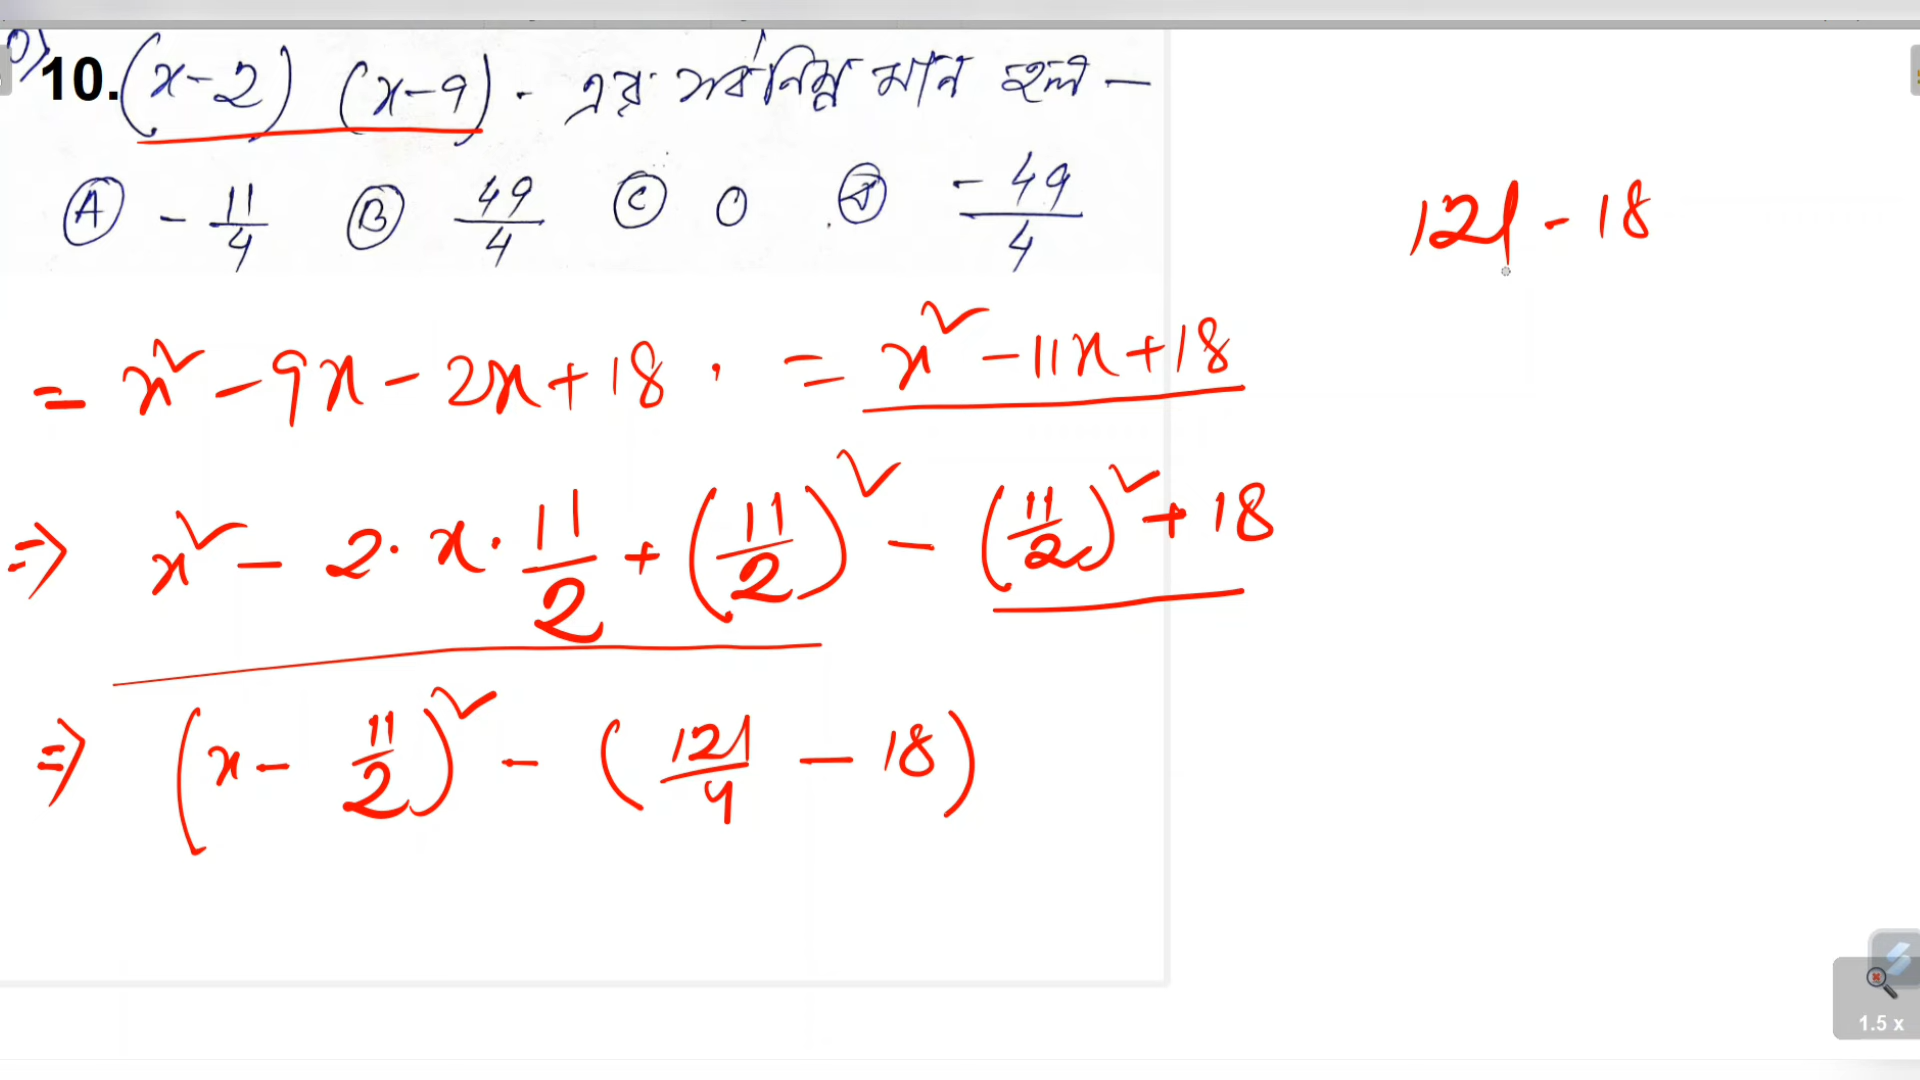 10. (x-2) (x-9) - এর সর্বনিম্ন মান হল —
Ⓐ - 11/4 Ⓑ 49/4 Ⓒ 0 Ⓓ - 49/4
121 - 18
= x² - 9x - 2x + 18 . = x² - 11x + 18
⇒ x² - 2·x·11/2 + (11/2)² - (11/2)² + 18
⇒ (x - 11/2)² - (121/4 - 18)
1.5 x